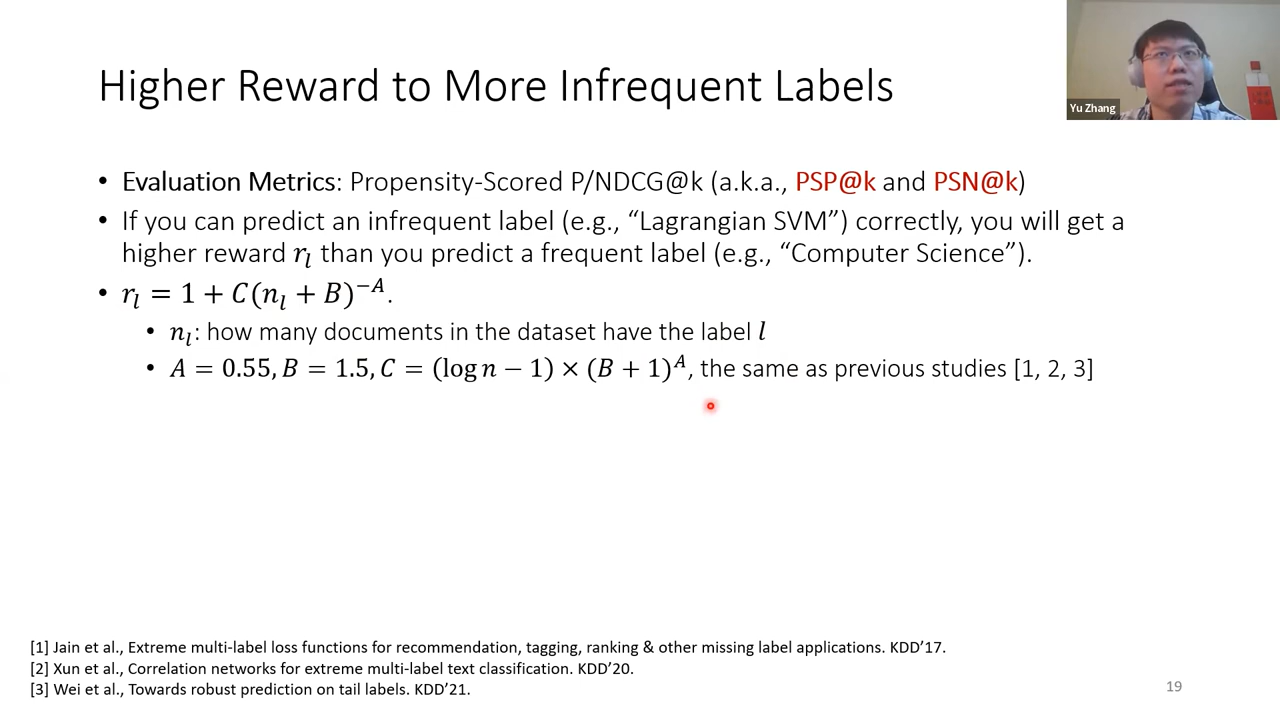 Higher Reward to More Infrequent Labels
Yu Zhang
• Evaluation Metrics: Propensity-Scored P/NDCG@k (a.k.a., PSP@k and PSN@k)
• If you can predict an infrequent label (e.g., “Lagrangian SVM”) correctly, you will get a
higher reward r_l than you predict a frequent label (e.g., “Computer Science”).
• r_l = 1 + C(n_l + B)^{-A}.
• n_l: how many documents in the dataset have the label l
• A = 0.55, B = 1.5, C = (log n − 1) × (B + 1)^A, the same as previous studies [1, 2, 3]
[1] Jain et al., Extreme multi-label loss functions for recommendation, tagging, ranking & other missing label applications. KDD’17.
[2] Xun et al., Correlation networks for extreme multi-label text classification. KDD’20.
[3] Wei et al., Towards robust prediction on tail labels. KDD’21.
19